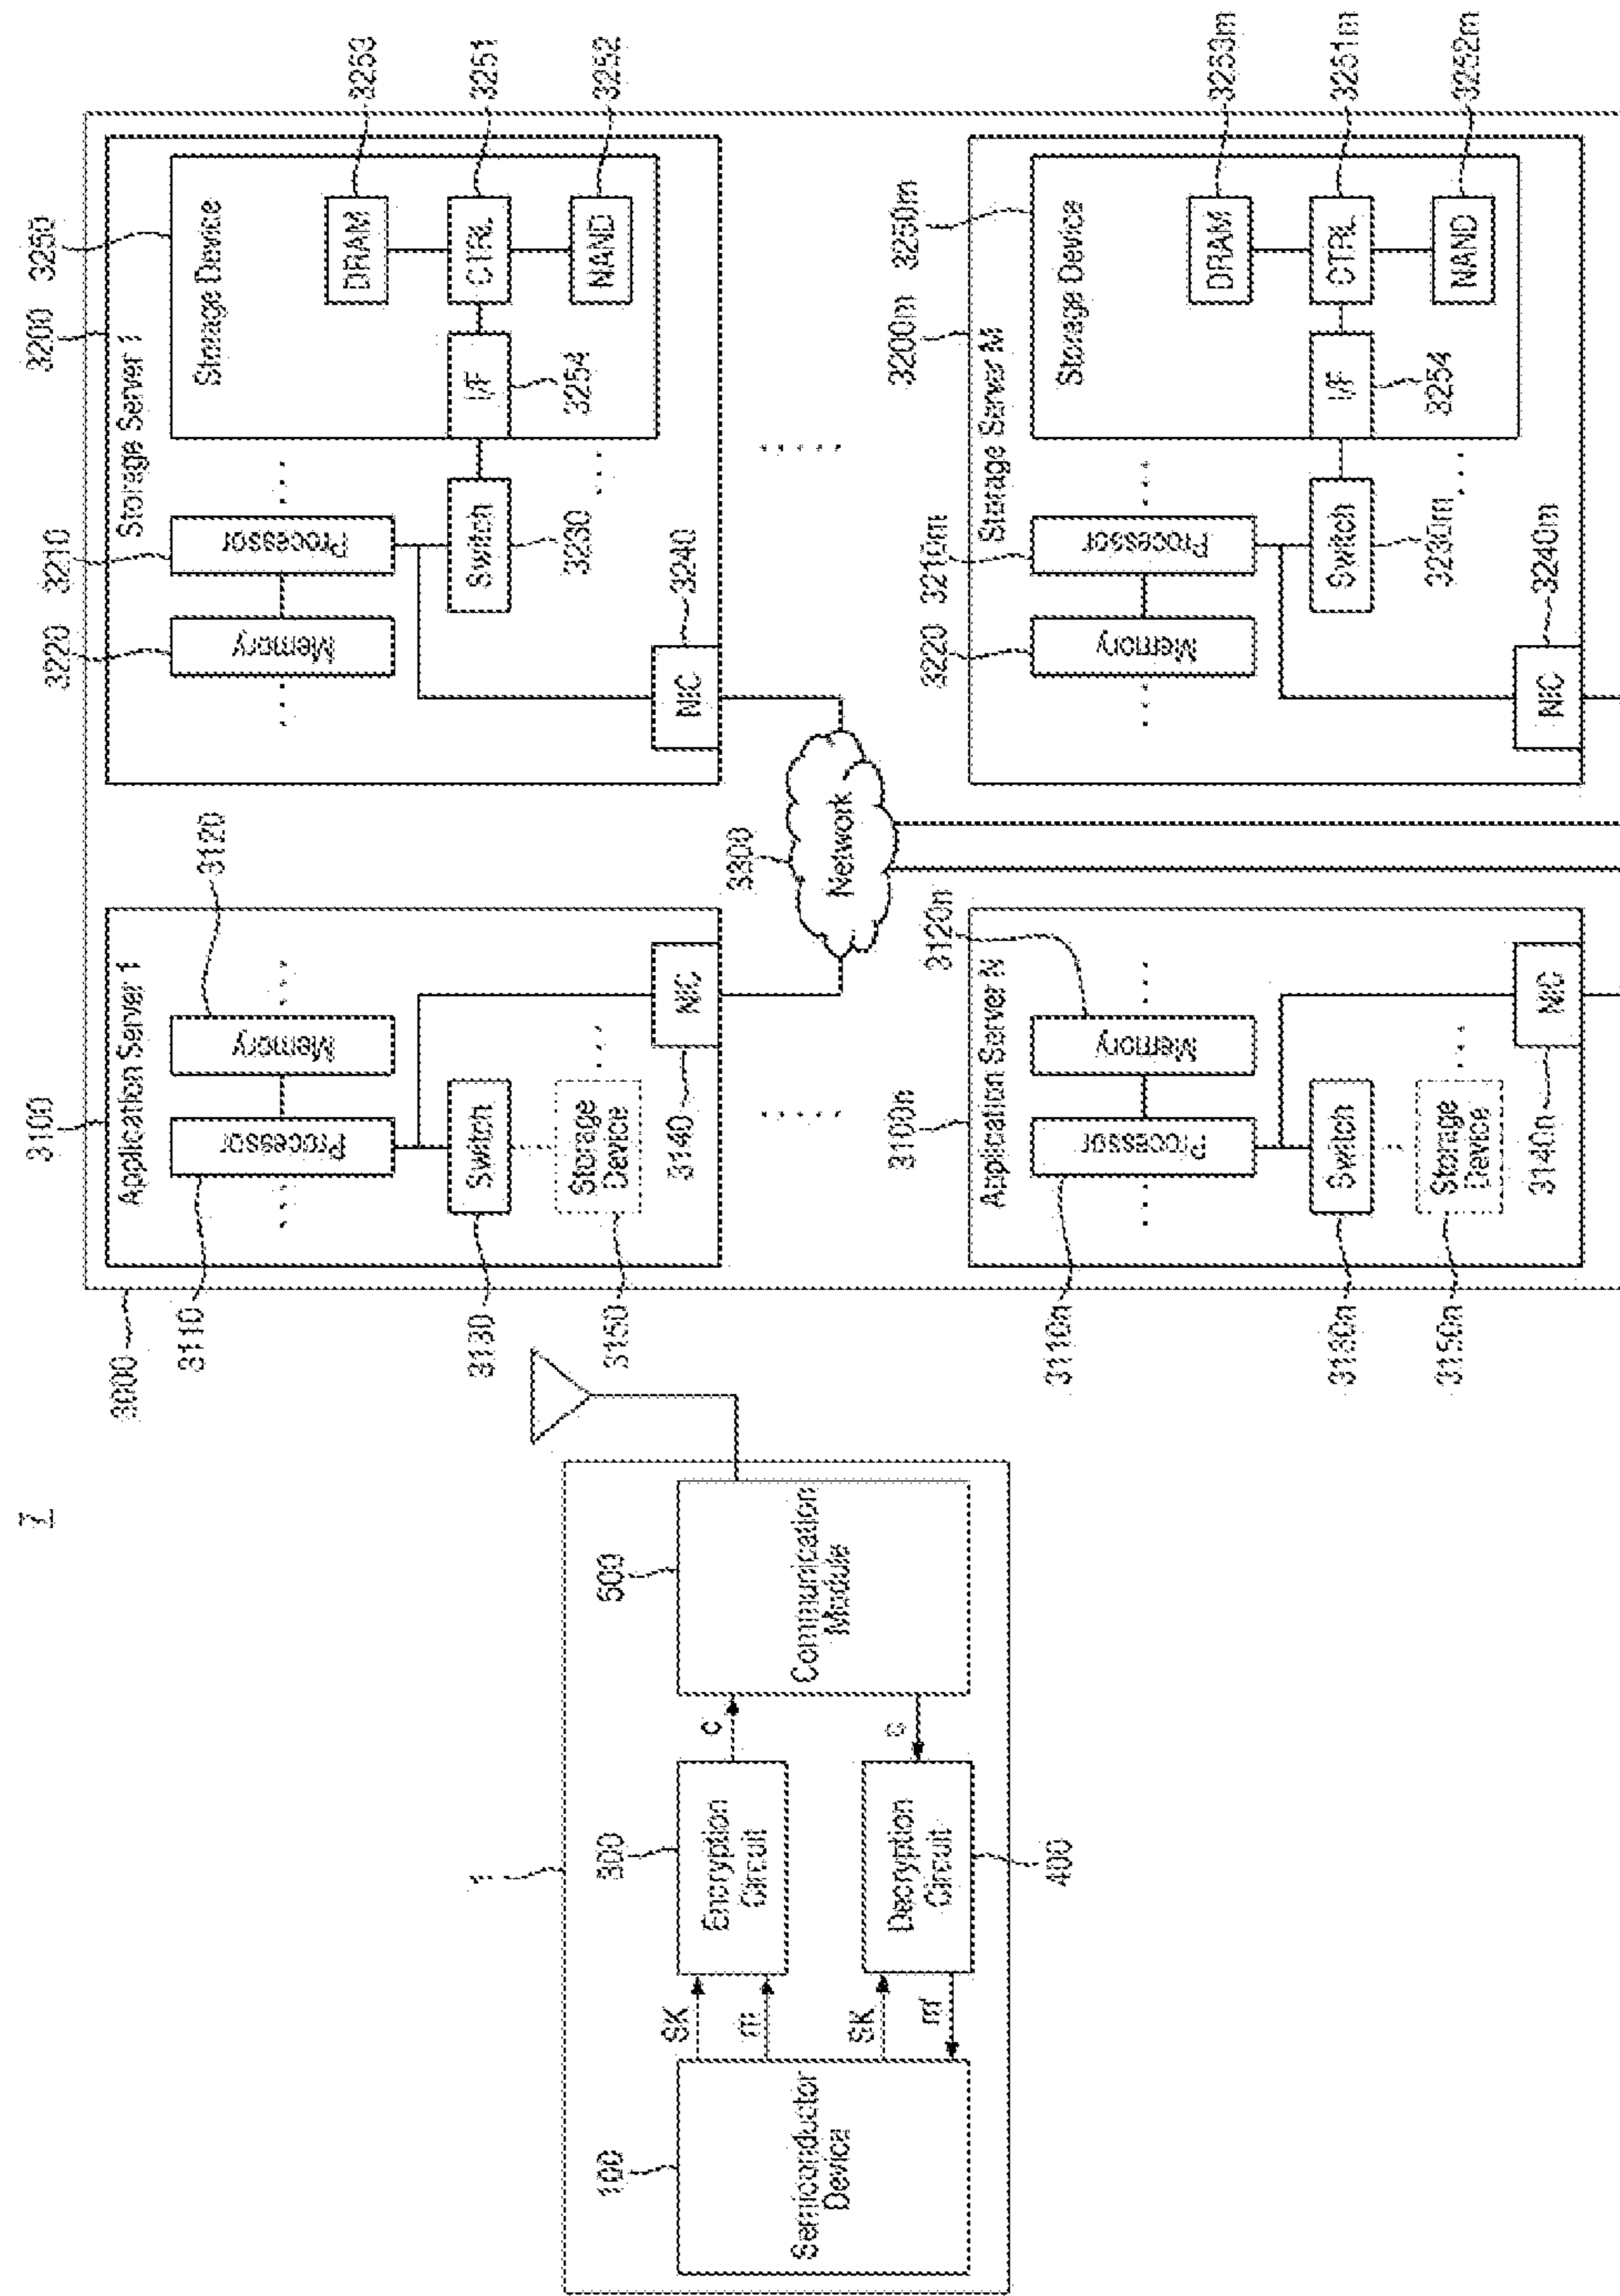 7
3000
3100
3110
3120
Application Server 1
Processor
Memory
Switch
3130
Storage
Device
3150
NIC
3140
3200
3250
3220
3210
Storage Server 1
Memory
Processor
Storage Device
DRAM
3253
Switch
3230
I/F
3254
CTRL
3251
NAND
3252
NIC
3240
3300
Network
3100n
3110n
3120n
Application Server N
Processor
Memory
Switch
3130n
Storage
Device
3150n
NIC
3140n
3200m
3250m
3220
3210m
Storage Server M
Memory
Processor
Storage Device
DRAM
3253m
Switch
3230m
I/F
3254
CTRL
3251m
NAND
3252m
NIC
3240m
1
100
Semiconductor
Device
SK
m
SK
m'
300
Encryption
Circuit
Decryption
Circuit
400
c
c
500
Communication
Module